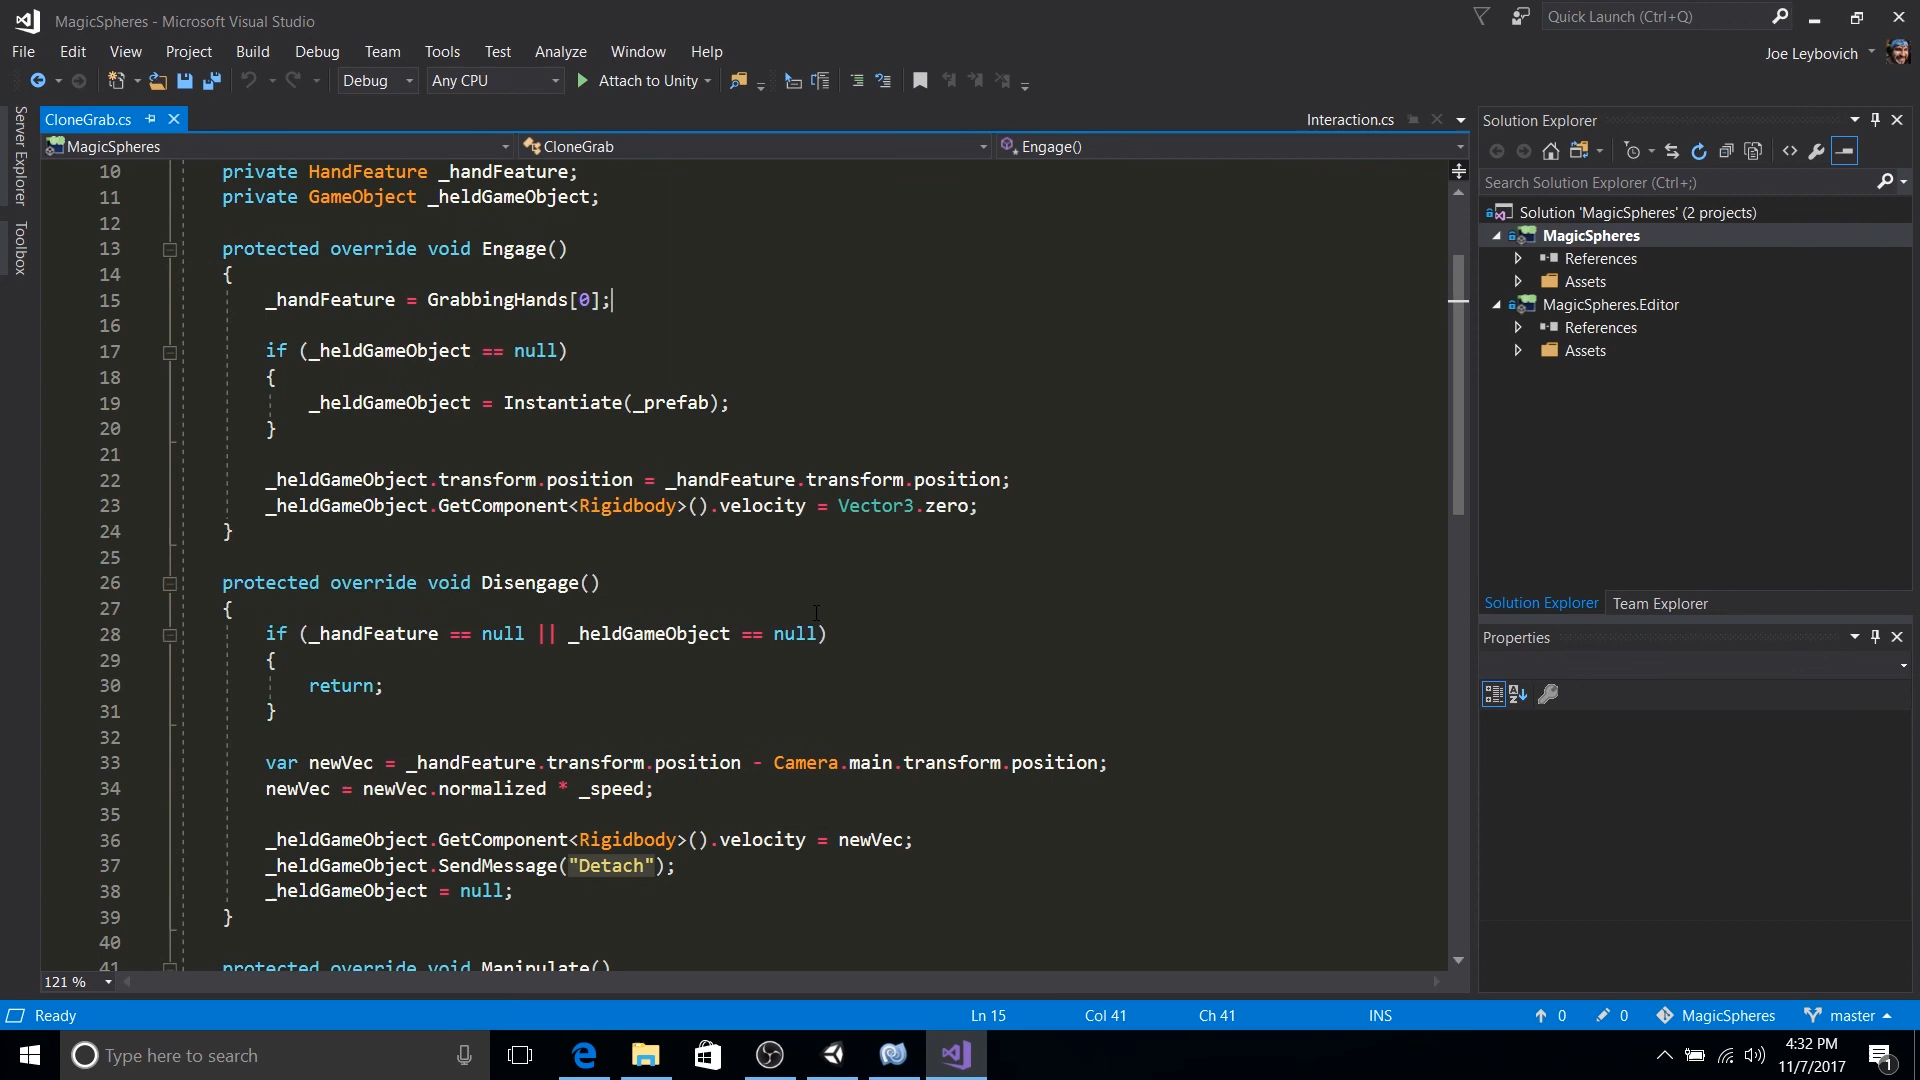 MagicSpheres - Microsoft Visual Studio
Quick Launch (Ctrl+Q)
File Edit View Project Build Debug Team Tools Test Analyze Window Help
Joe Leybovich
Debug Any CPU Attach to Unity
Server Explorer
Toolbox
CloneGrab.cs
Interaction.cs
MagicSpheres CloneGrab Engage()
10 private HandFeature _handFeature;
11 private GameObject _heldGameObject;
12
13 protected override void Engage()
14 {
15 _handFeature = GrabbingHands[0];
16
17 if (_heldGameObject == null)
18 {
19 _heldGameObject = Instantiate(_prefab);
20 }
21
22 _heldGameObject.transform.position = _handFeature.transform.position;
23 _heldGameObject.GetComponent<Rigidbody>().velocity = Vector3.zero;
24 }
25
26 protected override void Disengage()
27 {
28 if (_handFeature == null || _heldGameObject == null)
29 {
30 return;
31 }
32
33 var newVec = _handFeature.transform.position - Camera.main.transform.position;
34 newVec = newVec.normalized * _speed;
35
36 _heldGameObject.GetComponent<Rigidbody>().velocity = newVec;
37 _heldGameObject.SendMessage("Detach");
38 _heldGameObject = null;
39 }
40
41 protected override void Manipulate()
121 %
Solution Explorer
Search Solution Explorer (Ctrl+;)
Solution 'MagicSpheres' (2 projects)
MagicSpheres
References
Assets
MagicSpheres.Editor
References
Assets
Solution Explorer Team Explorer
Properties
Ready Ln 15 Col 41 Ch 41 INS 0 0 MagicSpheres master
Type here to search
4:32 PM
11/7/2017
1